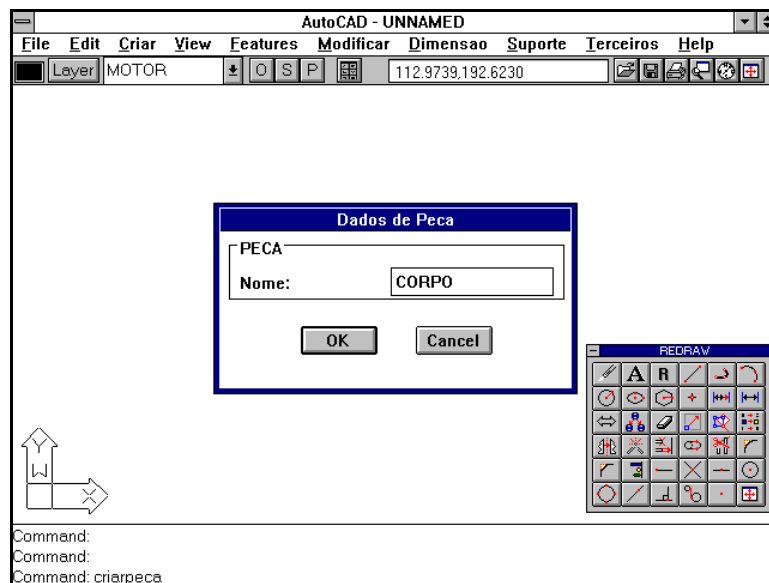 AutoCAD - UNNAMED
File Edit Criar View Features Modificar Dimensao Suporte Terceiros Help
Layer MOTOR O S P 112.9739,192.6230
Dados de Peca
PECA
Nome: CORPO
OK Cancel
REDRAW
A R
Y
W
X
Command:
Command:
Command: criarpeca